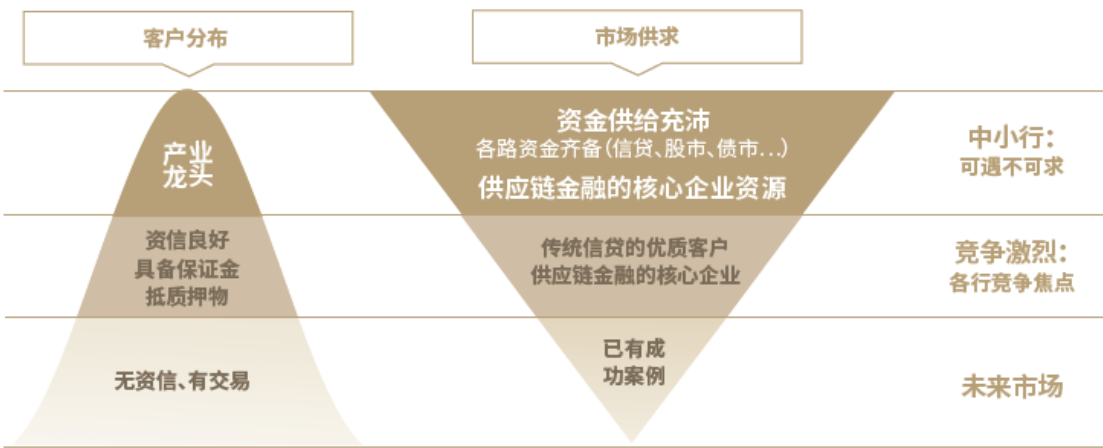 客户分布
市场供求
产业
龙头
资金供给充沛
各路资金齐备（信贷、股市、债市...）
供应链金融的核心企业资源
中小行：
可遇不可求
资信良好
具备保证金
抵质押物
传统信贷的优质客户
供应链金融的核心企业
竞争激烈：
各行竞争焦点
无资信、有交易
已有成
功案例
未来市场